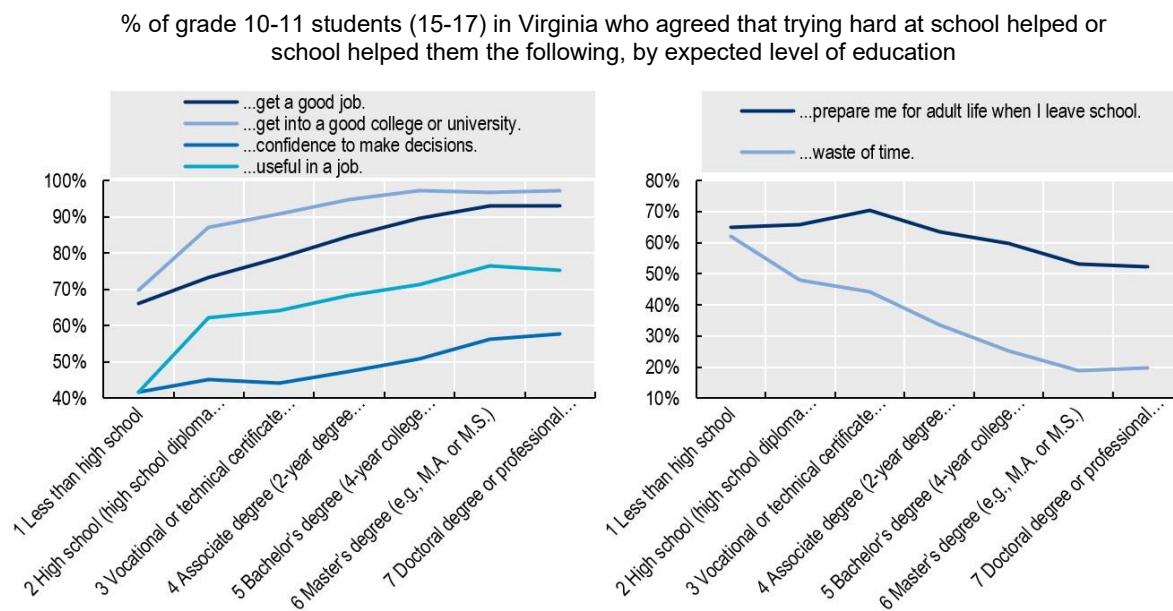 % of grade 10-11 students (15-17) in Virginia who agreed that trying hard at school helped or
school helped them the following, by expected level of education
...get a good job.
...get into a good college or university.
...confidence to make decisions.
...useful in a job.
100%
90%
80%
70%
60%
50%
40%
1 Less than high school
2 High school (high school diploma...
3 Vocational or technical certificate...
4 Associate degree (2-year degree...
5 Bachelor's degree (4-year college...
6 Master's degree (e.g., M.A. or M.S.)
7 Doctoral degree or professional...
...prepare me for adult life when I leave school.
...waste of time.
80%
70%
60%
50%
40%
30%
20%
10%
1 Less than high school
2 High school (high school diploma...
3 Vocational or technical certificate...
4 Associate degree (2-year degree...
5 Bachelor's degree (4-year college...
6 Master's degree (e.g., M.A. or M.S.)
7 Doctoral degree or professional...